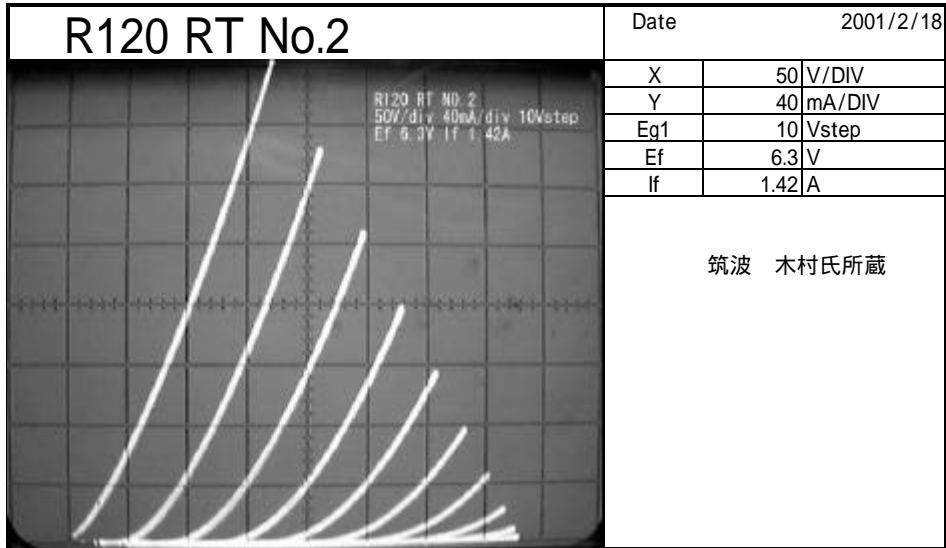 R120 RT No.2
Date 2001/2/18
X 50 V/DIV
Y 40 mA/DIV
Eg1 10 Vstep
Ef 6.3 V
If 1.42 A
R120 RT NO.2
50V/div 40mA/div 10Vstep
Ef 6.3V If 1.42A
筑波 木村氏所蔵